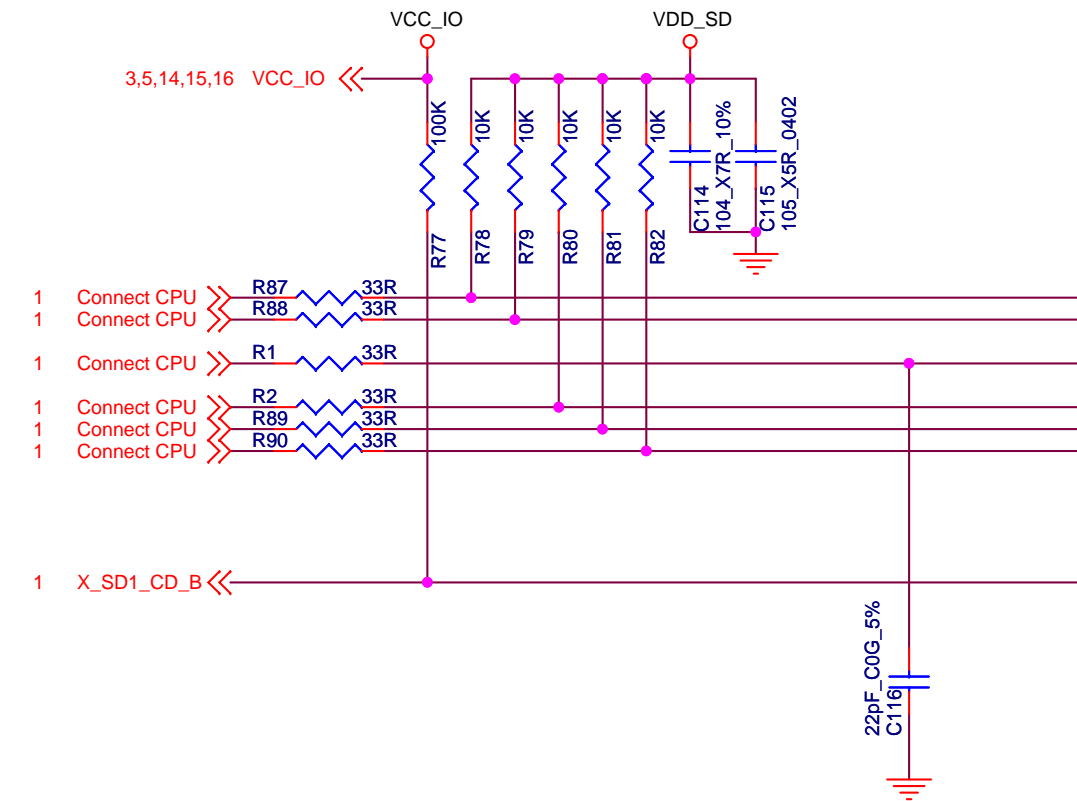 VCC_IO VDD_SD
3,5,14,15,16 VCC_IO
100K 10K 10K 10K 10K 10K
C114
104_X7R_10%
C115
105_X5R_0402
R77 R78 R79 R80 R81 R82
1 Connect CPU R87 33R
1 Connect CPU R88 33R
1 Connect CPU R1 33R
1 Connect CPU R2 33R
1 Connect CPU R89 33R
1 Connect CPU R90 33R
1 X_SD1_CD_B
22pF_C0G_5%
C116